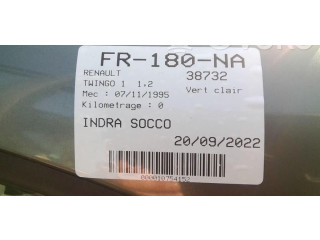 FR-180-NA
RENAULT 38732
TWINGO 1 1.2
Mec : 07/11/1995 Vert clair
Kilometrage : 0
INDRA SOCCO
20/09/2022